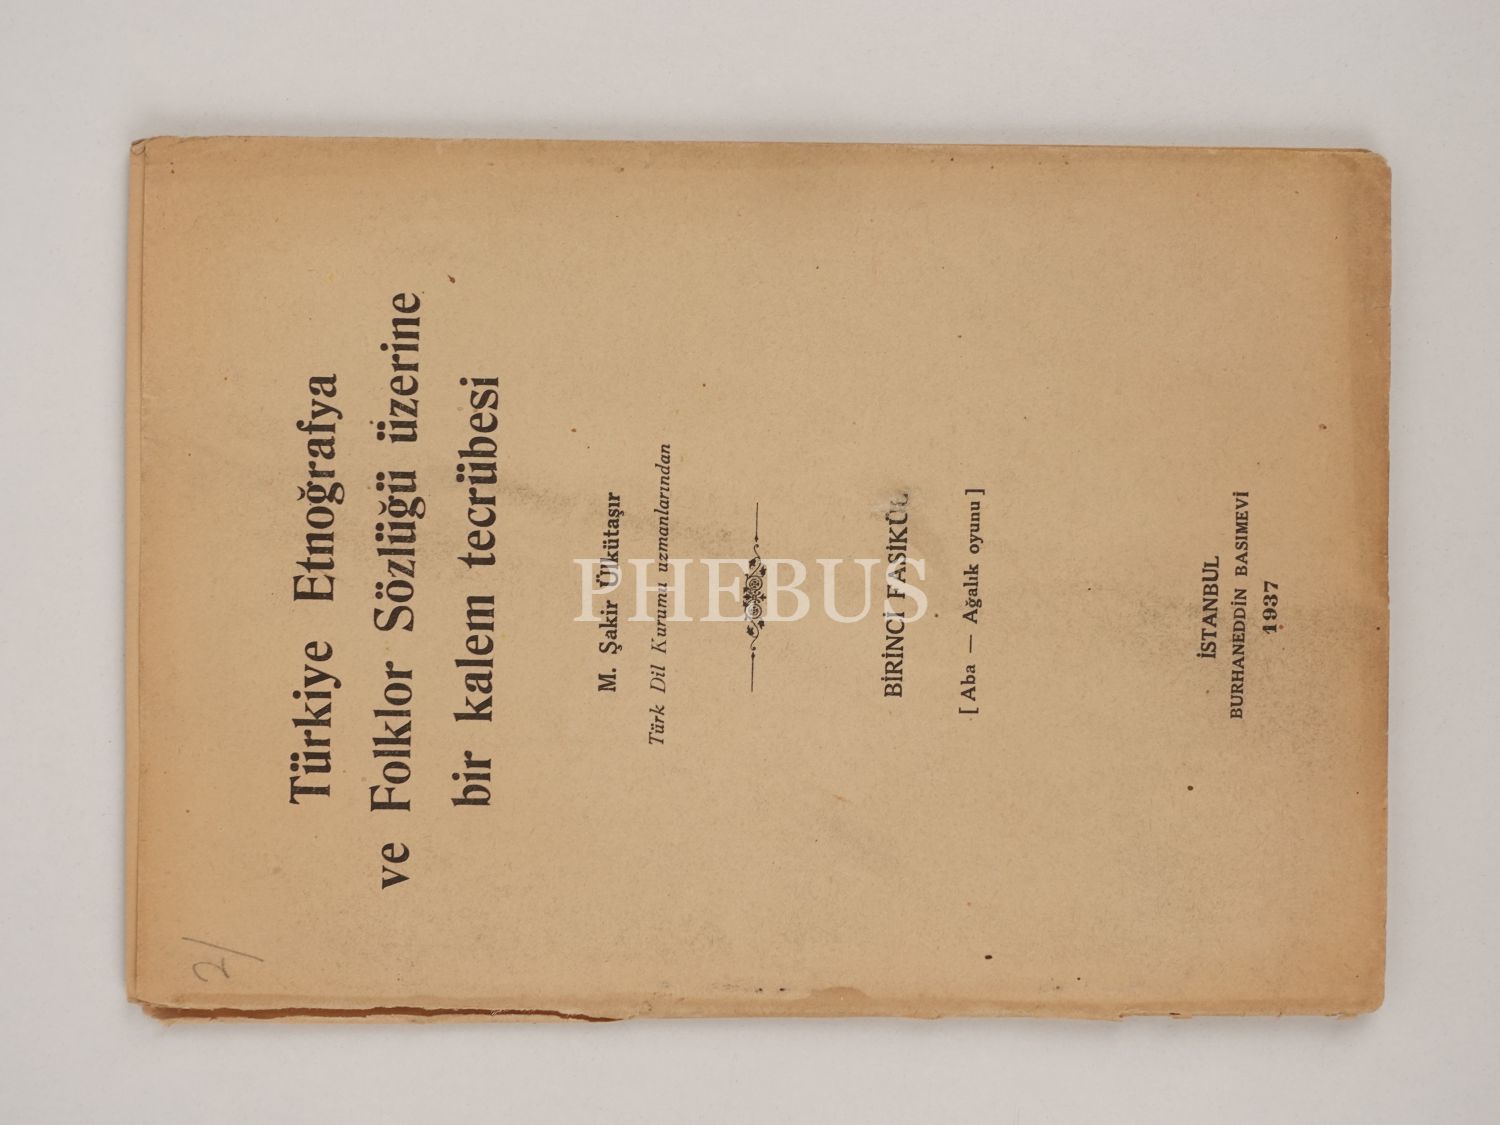 2/
Türkiye Etnoğrafya
ve Folklor Sözlüğü üzerine
bir kalem tecrübesi
M. Şakir Ülkütaşır
Türk Dil Kurumu uzmanlarından
BİRİNCİ FASİKÜL
[ Aba — Ağalık oyunu ]
İSTANBUL
BURHANEDDİN BASIMEVİ
1937
PHEBUS